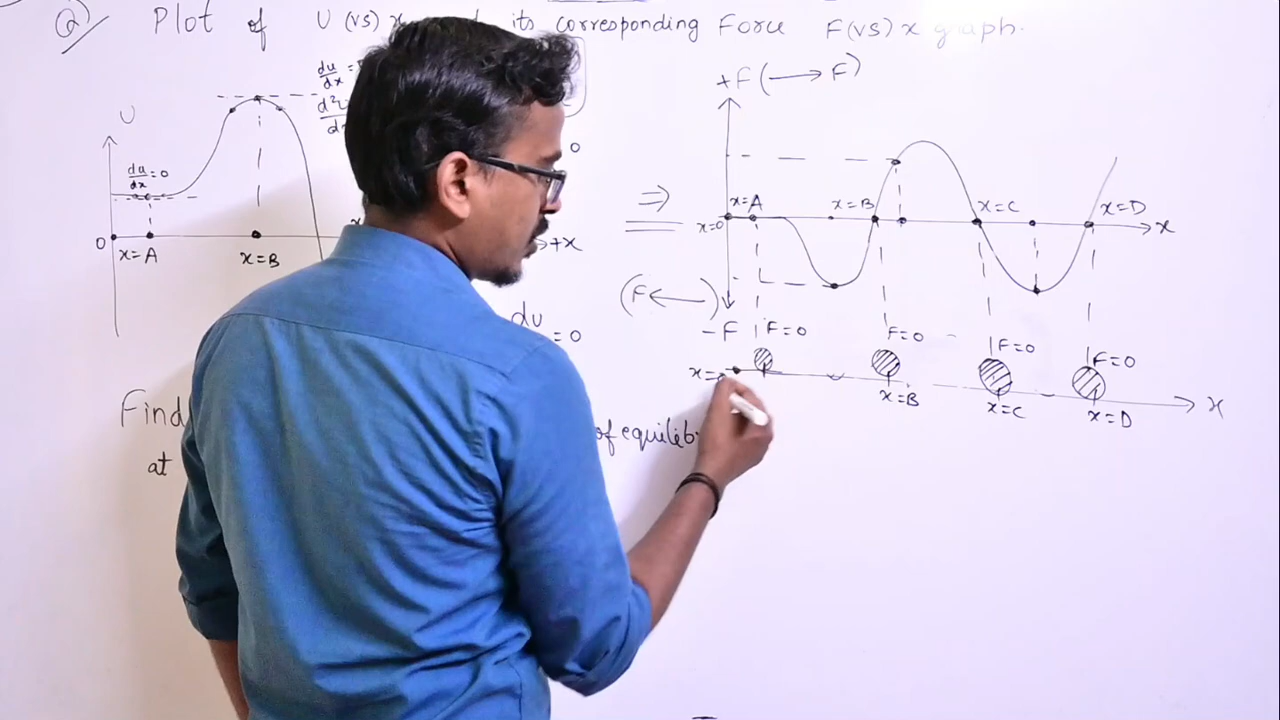 Q/ Plot of U (vs) x its corresponding Force F(vs) x graph.
U
du/dx
d²
du/dx = 0
0
x=A
x=B
+x
0
du
= 0
Find of equilib
at
+F (⟶ F)
x=0
x=A
x=B
x=C
x=D
x
⇒
(F ⟵)
-F
F=0
F=0
F=0
F=0
x=
x=B
x=C
x=D
x